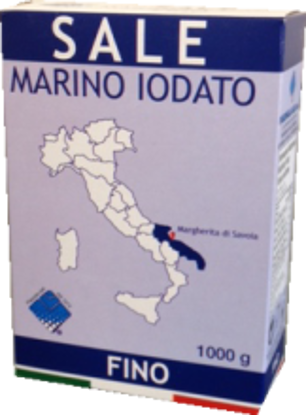 SALE
MARINO IODATO
Margherita di Savoia
1000 g
FINO